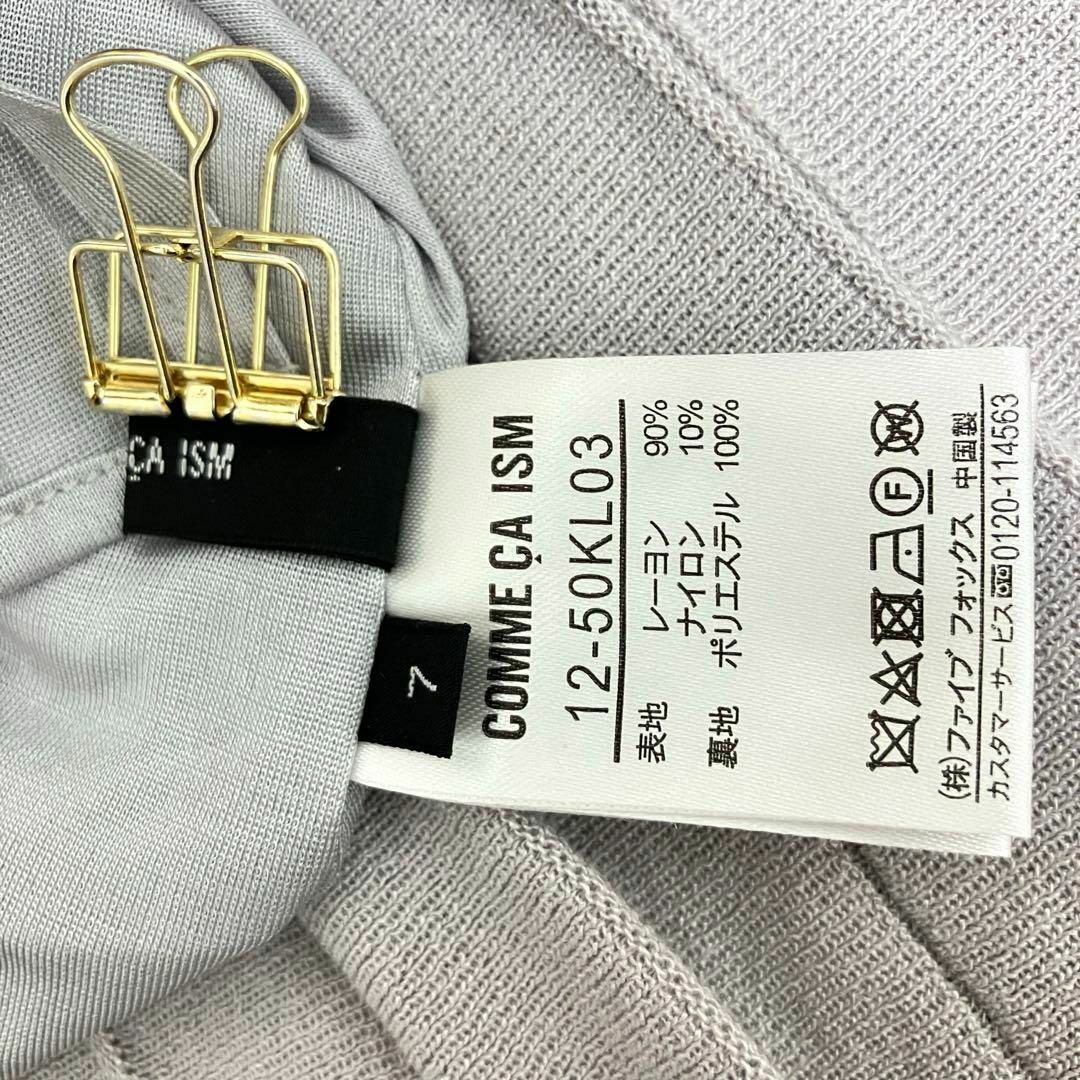 ÇA ISM
7
COMME ÇA ISM
12-50KL03
表地 レーヨン 90%
ナイロン 10%
裏地 ポリエステル 100%
F W
(株)ファイブ フォックス 中国製
カスタマーサービス 0120-114563